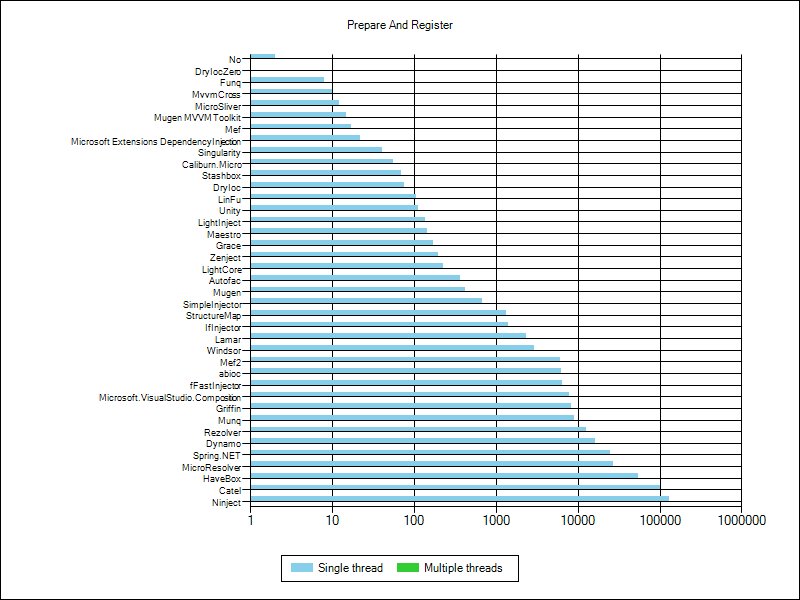 Prepare And Register
No
DryIocZero
Funq
MvvmCross
MicroSliver
Mugen MVVM Toolkit
Mef
Microsoft Extensions DependencyInjection
Singularity
Caliburn.Micro
Stashbox
DryIoc
LinFu
Unity
LightInject
Maestro
Grace
Zenject
LightCore
Autofac
Mugen
SimpleInjector
StructureMap
IfInjector
Lamar
Windsor
Mef2
abioc
fFastInjector
Microsoft.VisualStudio.Composition
Griffin
Munq
Rezolver
Dynamo
Spring.NET
MicroResolver
HaveBox
Catel
Ninject
1 10 100 1000 10000 100000 1000000
Single thread Multiple threads